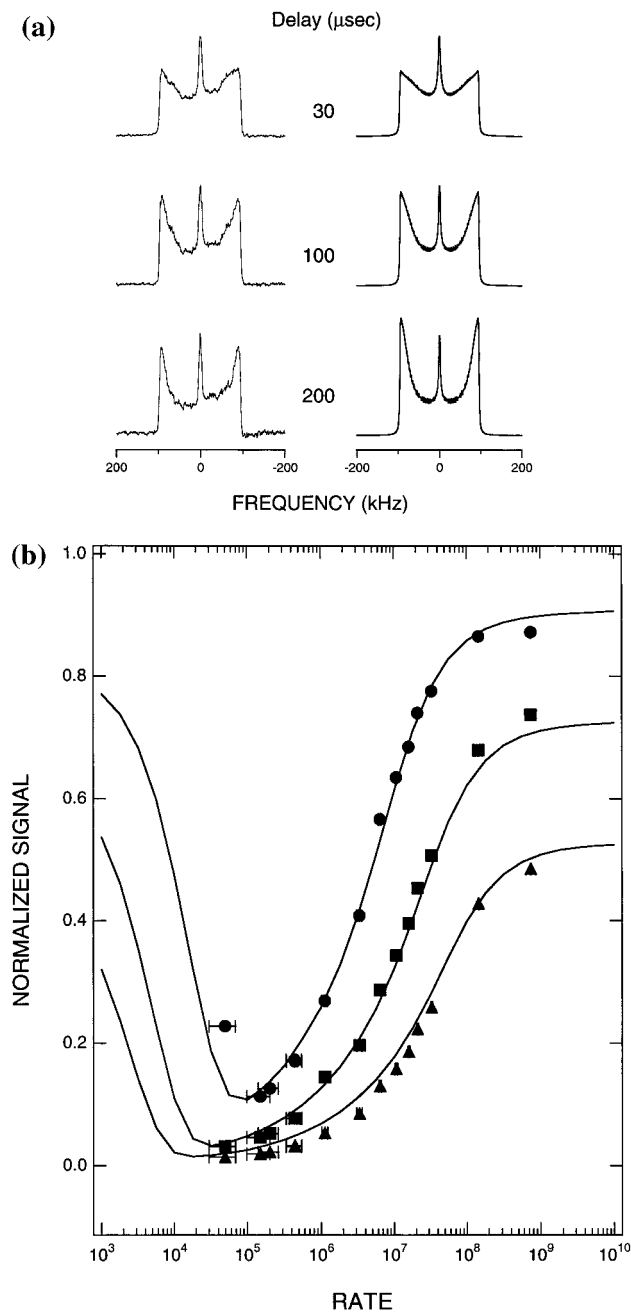 (a)
Delay (μsec)
30
100
200
200 0 -200 -200 0 200
FREQUENCY (kHz)
(b)
1.0
0.8
0.6
0.4
0.2
0.0
NORMALIZED SIGNAL
10³ 10⁴ 10⁵ 10⁶ 10⁷ 10⁸ 10⁹ 10¹⁰
RATE